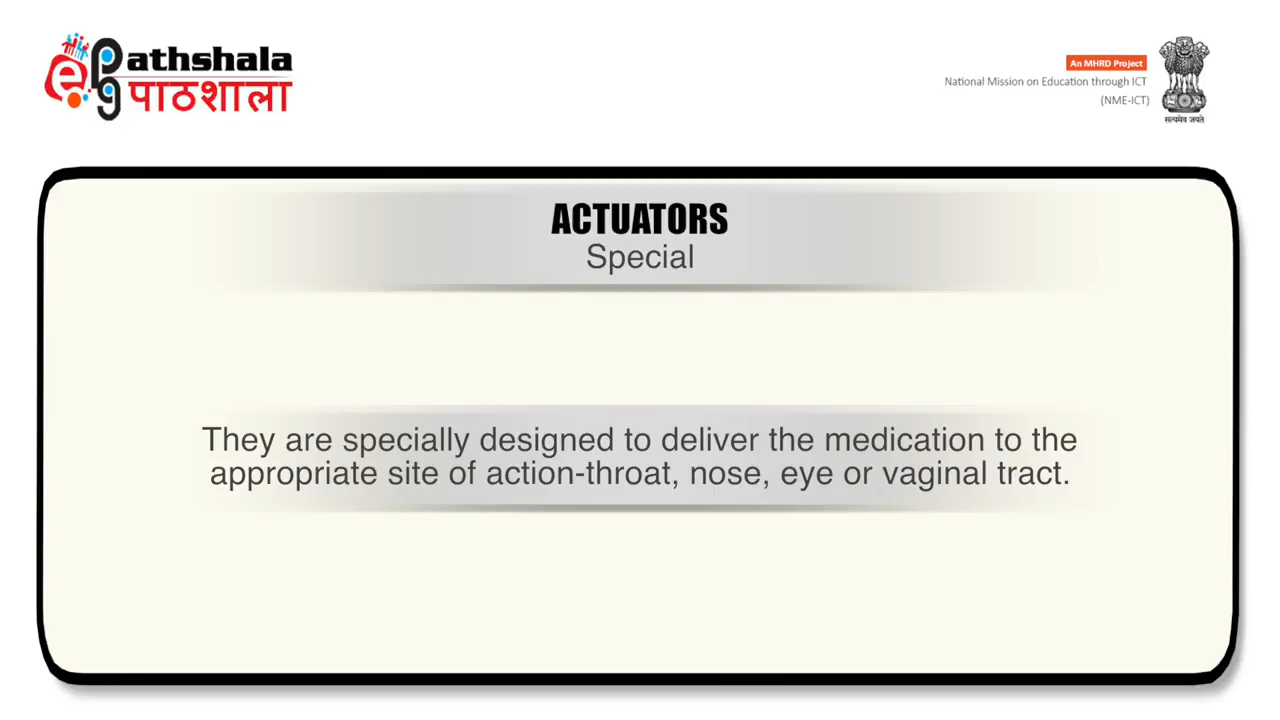 e pg Pathshala
पाठशाला
An MHRD Project
National Mission on Education through ICT
(NME-ICT)
सत्यमेव जयते
ACTUATORS
Special
They are specially designed to deliver the medication to the
appropriate site of action-throat, nose, eye or vaginal tract.